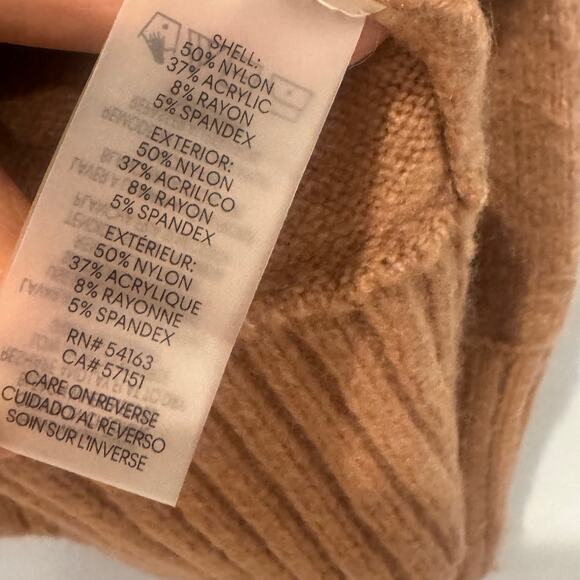 SHELL:
50% NYLON
37% ACRYLIC
8% RAYON
5% SPANDEX
EXTERIOR:
50% NYLON
37% ACRILICO
8% RAYON
5% SPANDEX
EXTÉRIEUR:
50% NYLON
37% ACRYLIQUE
8% RAYONNE
5% SPANDEX
RN# 54163
CA# 57151
CARE ON REVERSE
CUIDADO AL REVERSO
SOIN SUR L'INVERSE